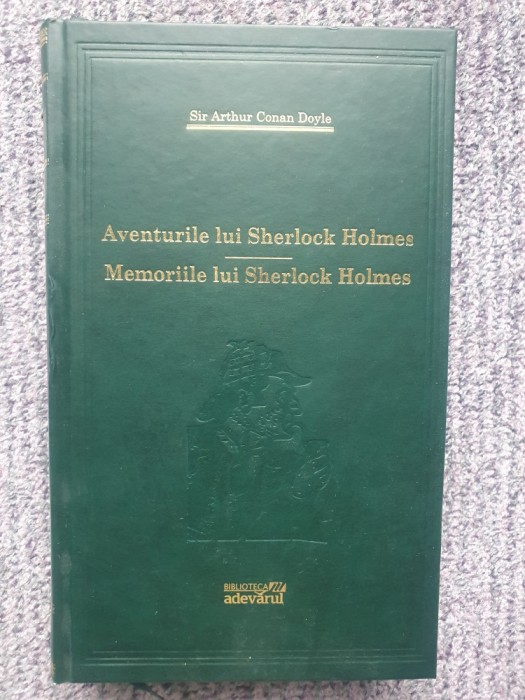 Sir Arthur Conan Doyle
Aventurile lui Sherlock Holmes
Memoriile lui Sherlock Holmes
BIBLIOTECA
adevărul